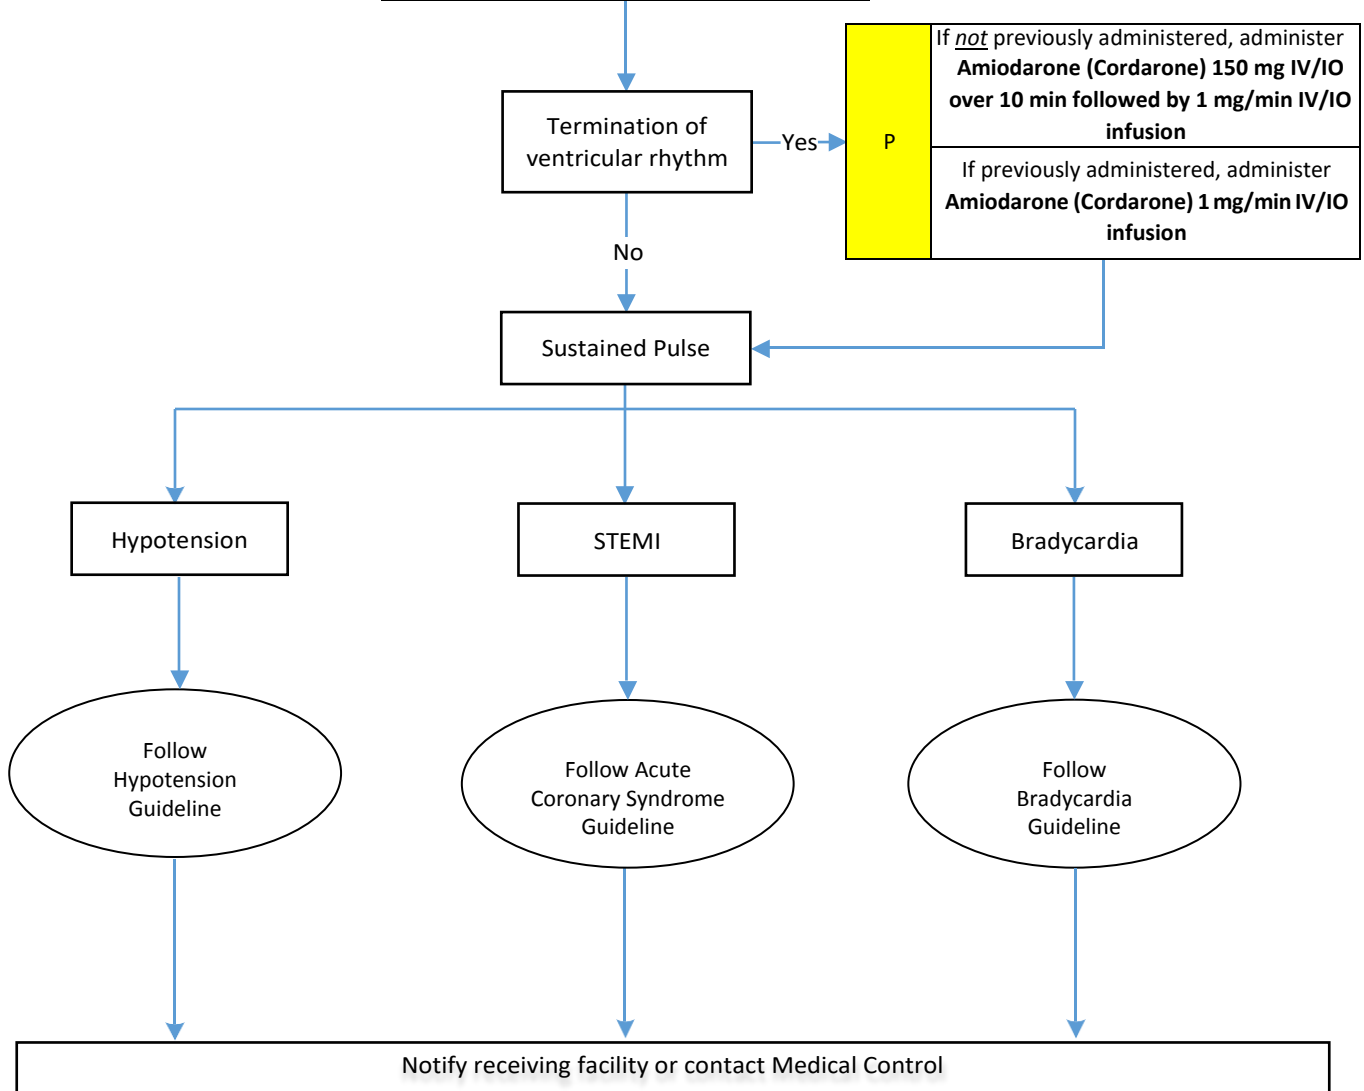 If not previously administered, administer
Amiodarone (Cordarone) 150 mg IV/IO
over 10 min followed by 1 mg/min IV/IO
infusion
Termination of
ventricular rhythm
Yes
P
If previously administered, administer
Amiodarone (Cordarone) 1 mg/min IV/IO
infusion
No
Sustained Pulse
Hypotension
STEMI
Bradycardia
Follow
Hypotension
Guideline
Follow Acute
Coronary Syndrome
Guideline
Follow
Bradycardia
Guideline
Notify receiving facility or contact Medical Control